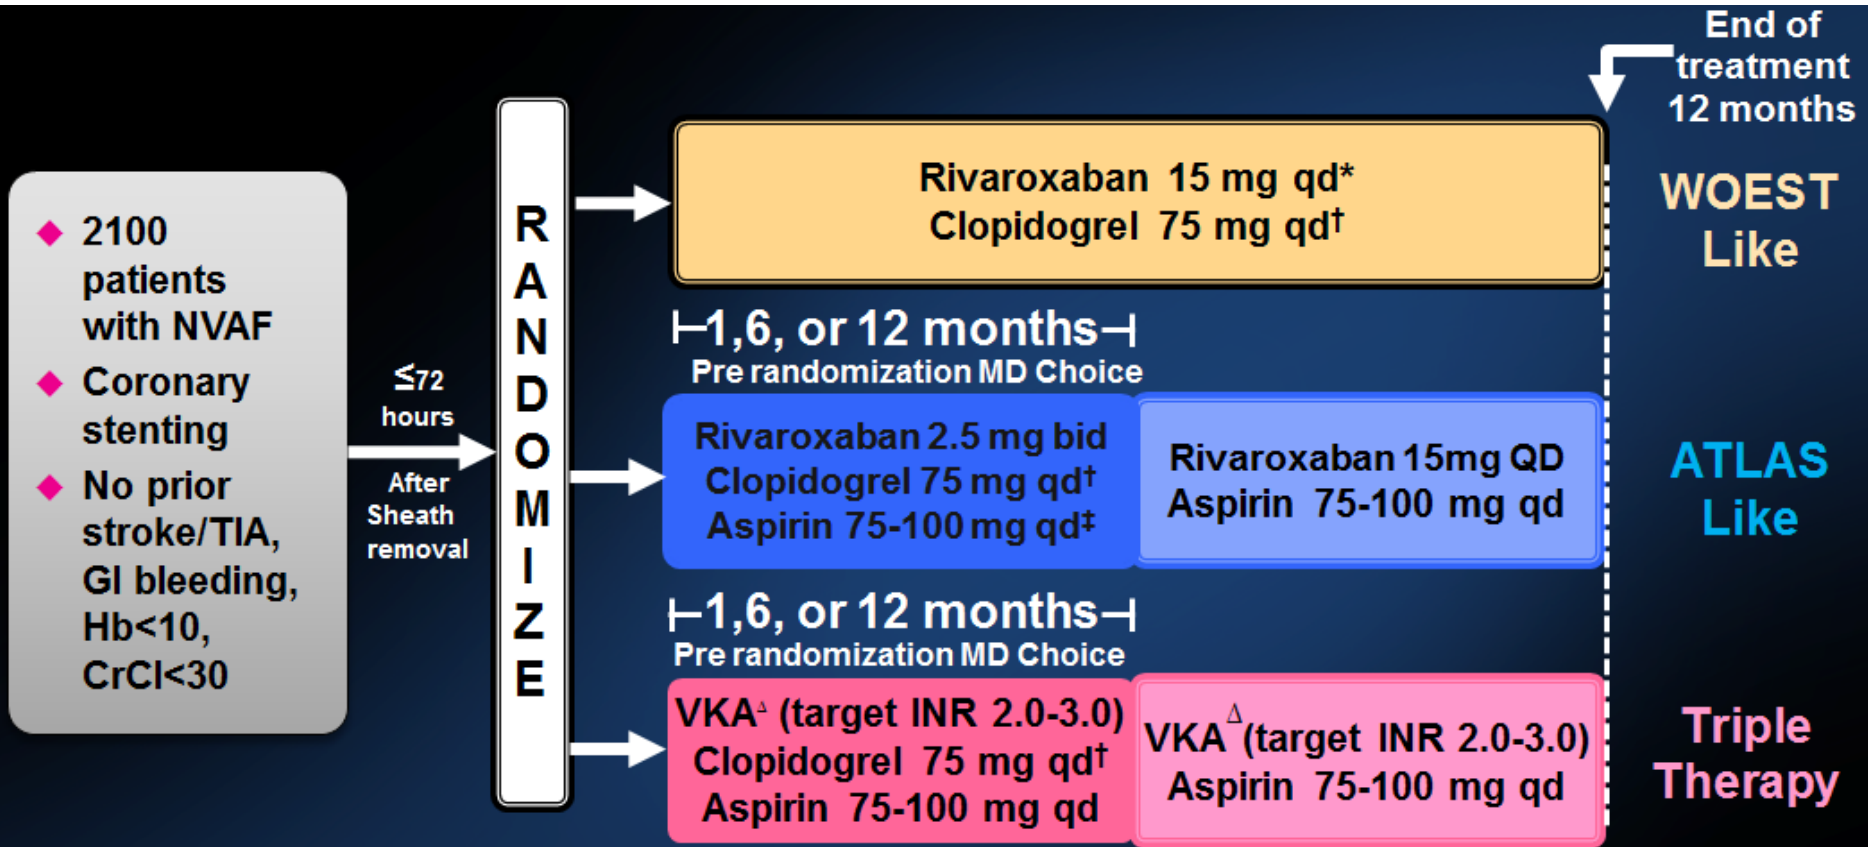 2100
patients
with NVAF
Coronary
stenting
No prior
stroke/TIA,
GI bleeding,
Hb<10,
CrCl<30
≤72
hours
After
Sheath
removal
R
A
N
D
O
M
I
Z
E
End of
treatment
12 months
Rivaroxaban 15 mg qd*
Clopidogrel 75 mg qd†
WOEST
Like
1,6, or 12 months
Pre randomization MD Choice
Rivaroxaban 2.5 mg bid
Clopidogrel 75 mg qd†
Aspirin 75-100 mg qd‡
Rivaroxaban 15mg QD
Aspirin 75-100 mg qd
ATLAS
Like
1,6, or 12 months
Pre randomization MD Choice
VKAΔ (target INR 2.0-3.0)
Clopidogrel 75 mg qd†
Aspirin 75-100 mg qd
VKAΔ (target INR 2.0-3.0)
Aspirin 75-100 mg qd
Triple
Therapy